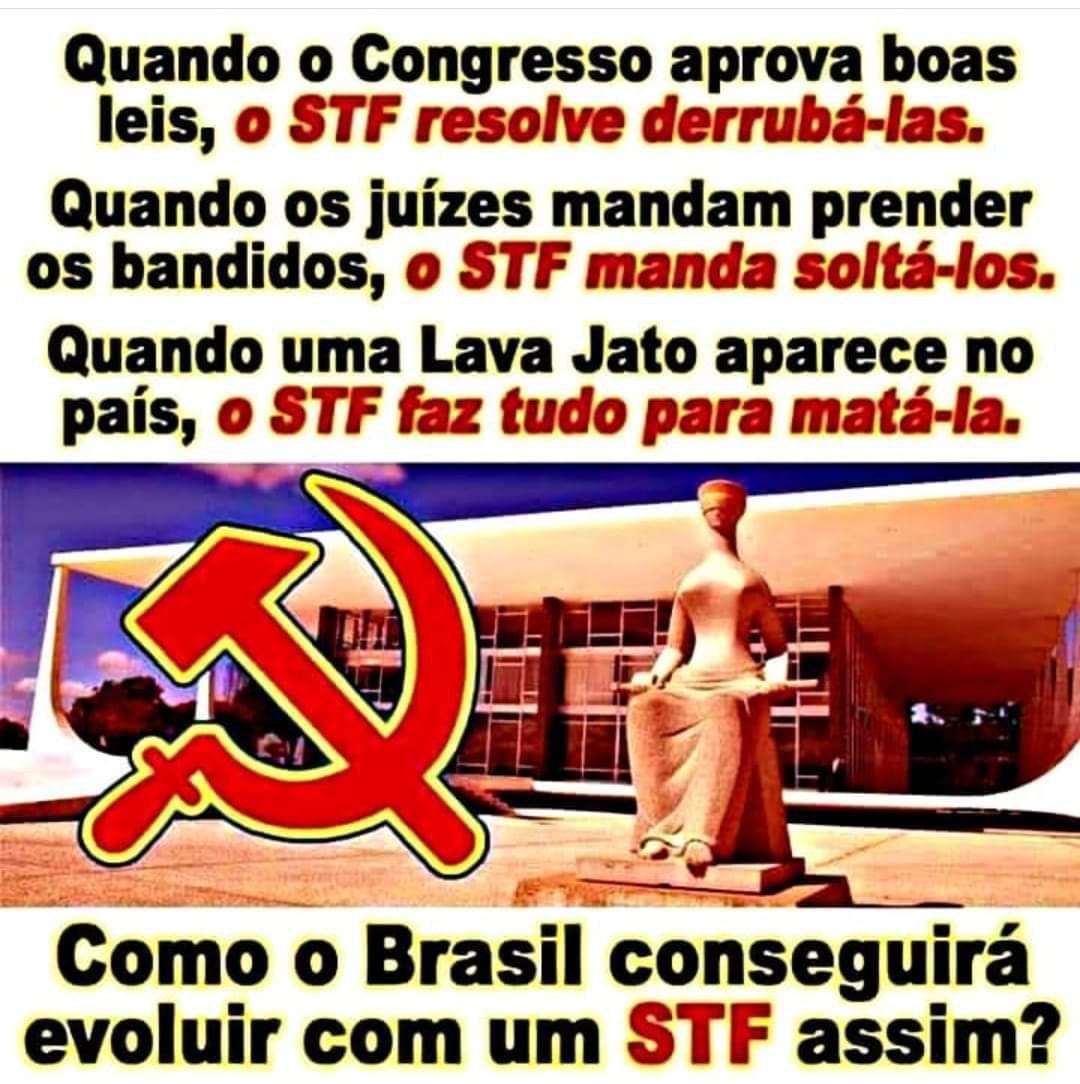 Quando o Congresso aprova boas
leis, o STF resolve derrubá-las.
Quando os juízes mandam prender
os bandidos, o STF manda soltá-los.
Quando uma Lava Jato aparece no
país, o STF faz tudo para matá-la.
Como o Brasil conseguirá
evoluir com um STF assim?